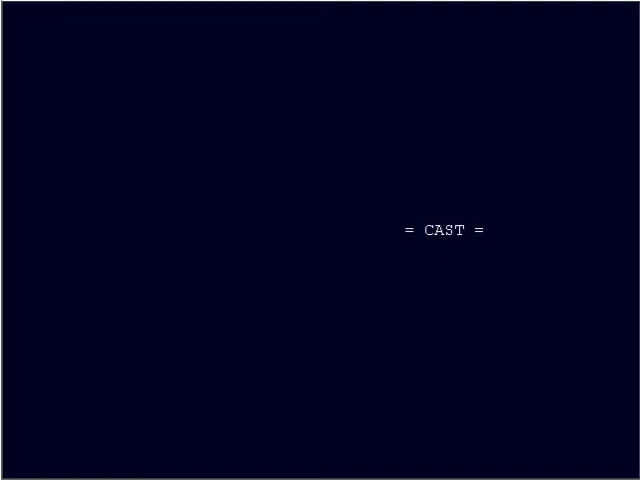 = CAST =